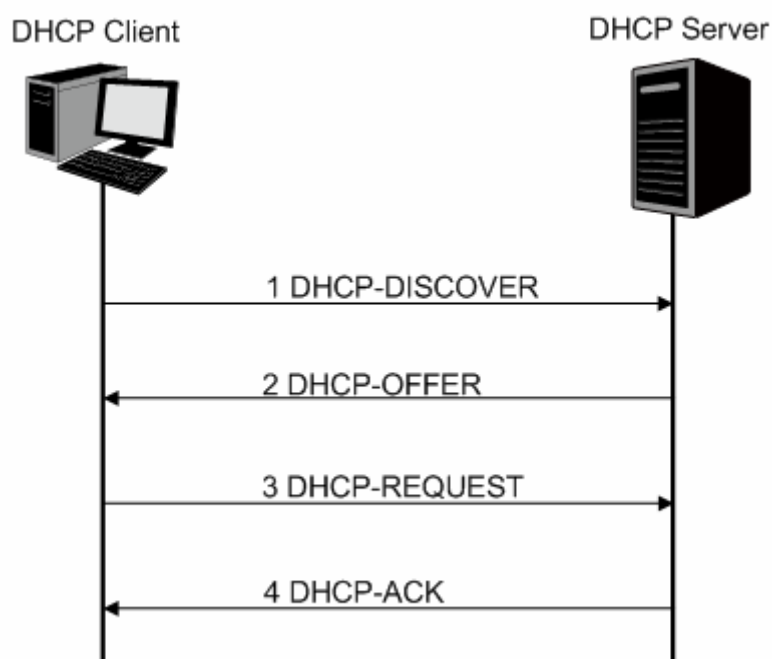 DHCP Client
DHCP Server
1 DHCP-DISCOVER
2 DHCP-OFFER
3 DHCP-REQUEST
4 DHCP-ACK